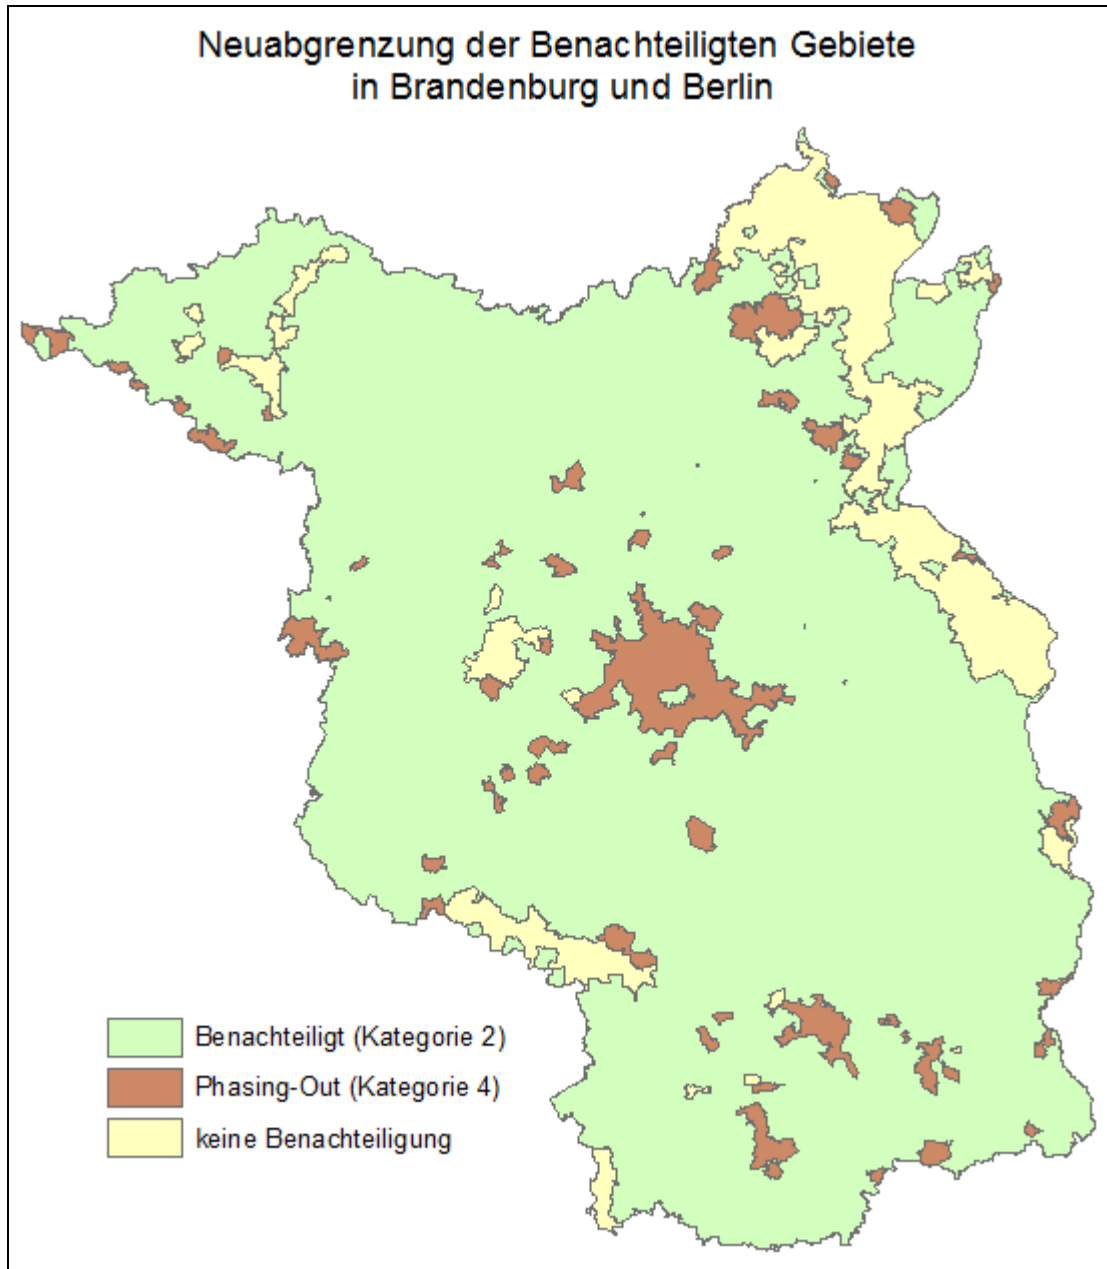 Neuabgrenzung der Benachteiligten Gebiete
in Brandenburg und Berlin
Benachteiligt (Kategorie 2)
Phasing-Out (Kategorie 4)
keine Benachteiligung